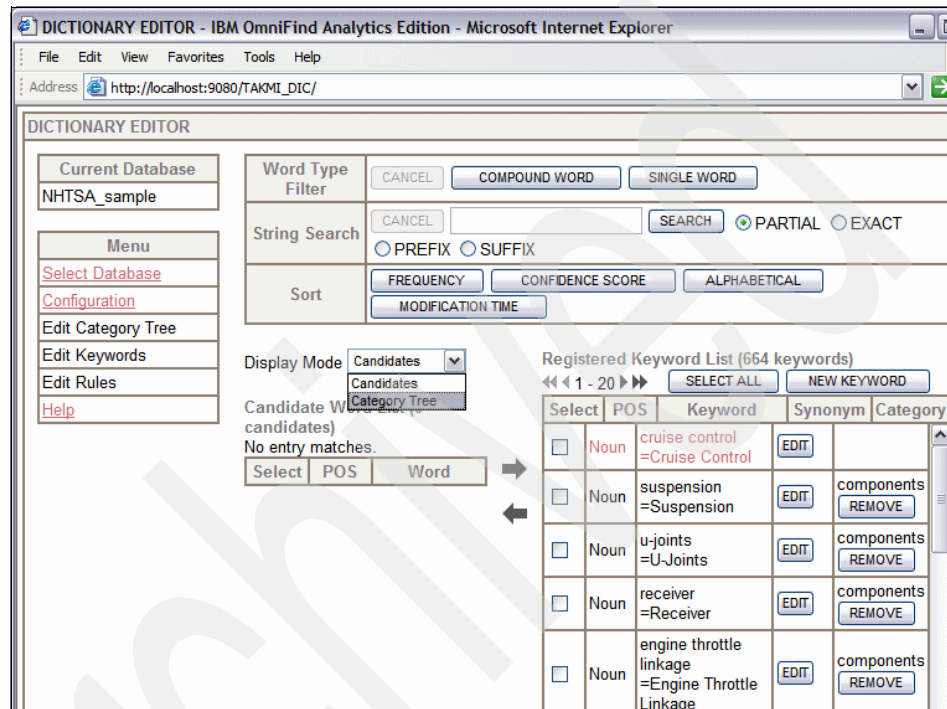 DICTIONARY EDITOR - IBM OmniFind Analytics Edition - Microsoft Internet Explorer
File Edit View Favorites Tools Help
Address http://localhost:9080/TAKMI_DIC/
DICTIONARY EDITOR
Current Database
NHTSA_sample
Menu
Select Database
Configuration
Edit Category Tree
Edit Keywords
Edit Rules
Help
Word Type Filter CANCEL COMPOUND WORD SINGLE WORD
String Search CANCEL SEARCH PARTIAL EXACT
PREFIX SUFFIX
Sort FREQUENCY CONFIDENCE SCORE ALPHABETICAL
MODIFICATION TIME
Display Mode Candidates
Candidates
Category Tree
Candidate
candidates)
No entry matches.
Select POS Word
Registered Keyword List (664 keywords)
1 - 20 SELECT ALL NEW KEYWORD
Select POS Keyword Synonym Category
Noun cruise control
=Cruise Control EDIT
Noun suspension
=Suspension EDIT components
REMOVE
Noun u-joints
=U-Joints EDIT components
REMOVE
Noun receiver
=Receiver EDIT components
REMOVE
Noun engine throttle
linkage
=Engine Throttle
Linkage EDIT components
REMOVE
archived